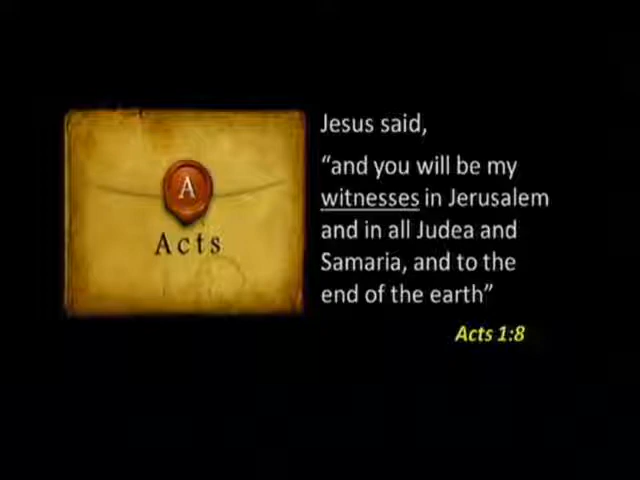 A
Acts
Jesus said,
“and you will be my
witnesses in Jerusalem
and in all Judea and
Samaria, and to the
end of the earth”
Acts 1:8